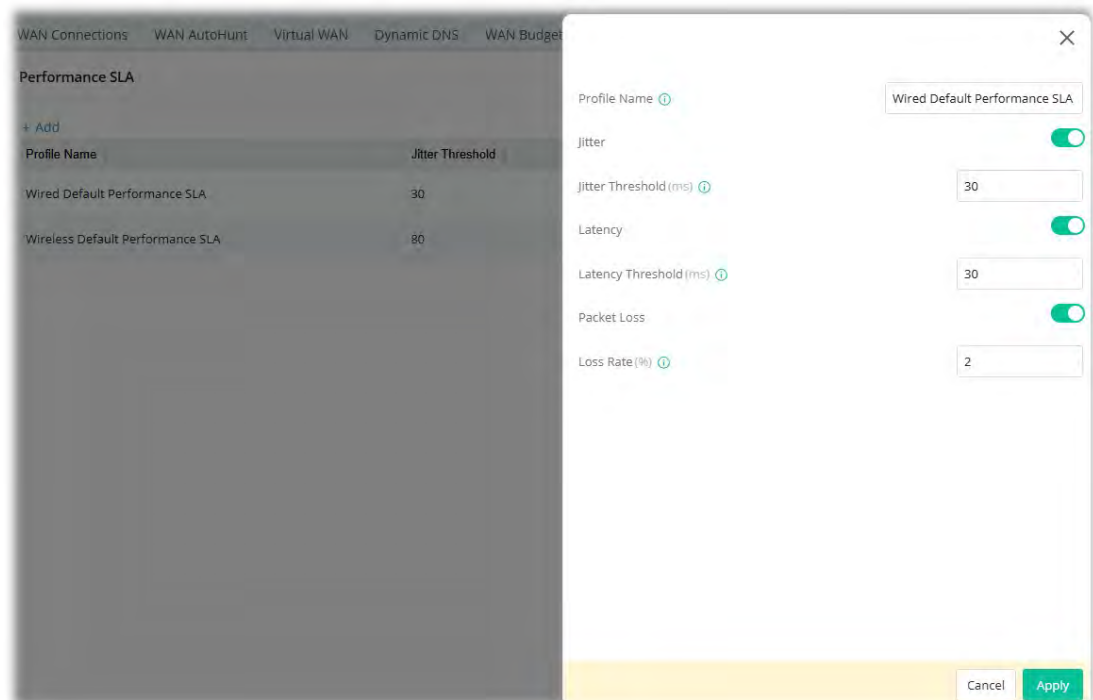 WAN Connections WAN AutoHunt Virtual WAN Dynamic DNS WAN Budget
Performance SLA
+ Add
Profile Name Jitter Threshold
Wired Default Performance SLA 30
Wireless Default Performance SLA 80
Profile Name Wired Default Performance SLA
Jitter
Jitter Threshold (ms) 30
Latency
Latency Threshold (ms) 30
Packet Loss
Loss Rate (%) 2
Cancel Apply